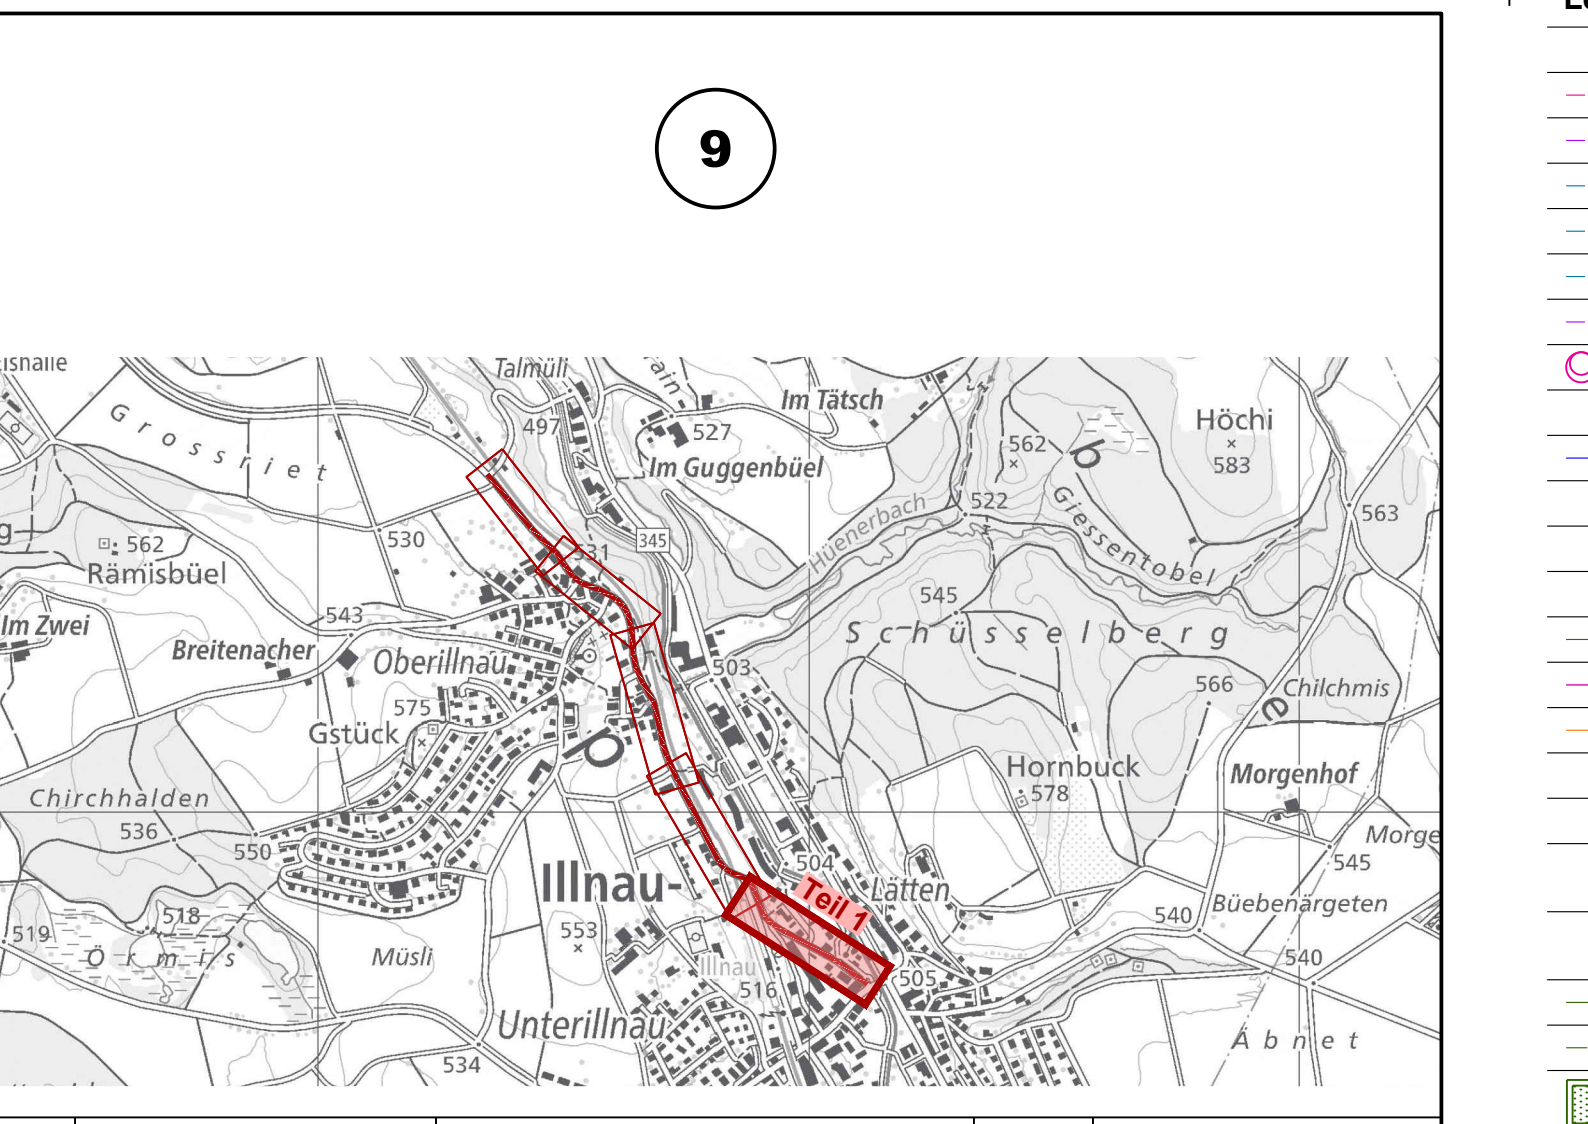 9
Talmüli
Im Tätsch
Höchi
583
Grossriet
497
527
562
b
Im Guggenbüel
522
Giessentobel
563
530
531
345
Hüenerbach
562
Rämisbüel
543
545
Im Zwei
Breitenacher
Oberillnau
503
Schüsselberg
575
566
Chilchmis
Gstück
p
e
Hornbuck
578
Morgenhof
Chirchhalden
536
550
504
545
Illnau-
Teil 1
Lätten
518
519
Örmis
Müsli
553
540
Büebenärgeten
Illnau
516
505
540
Unterillnau
534
Äbnet